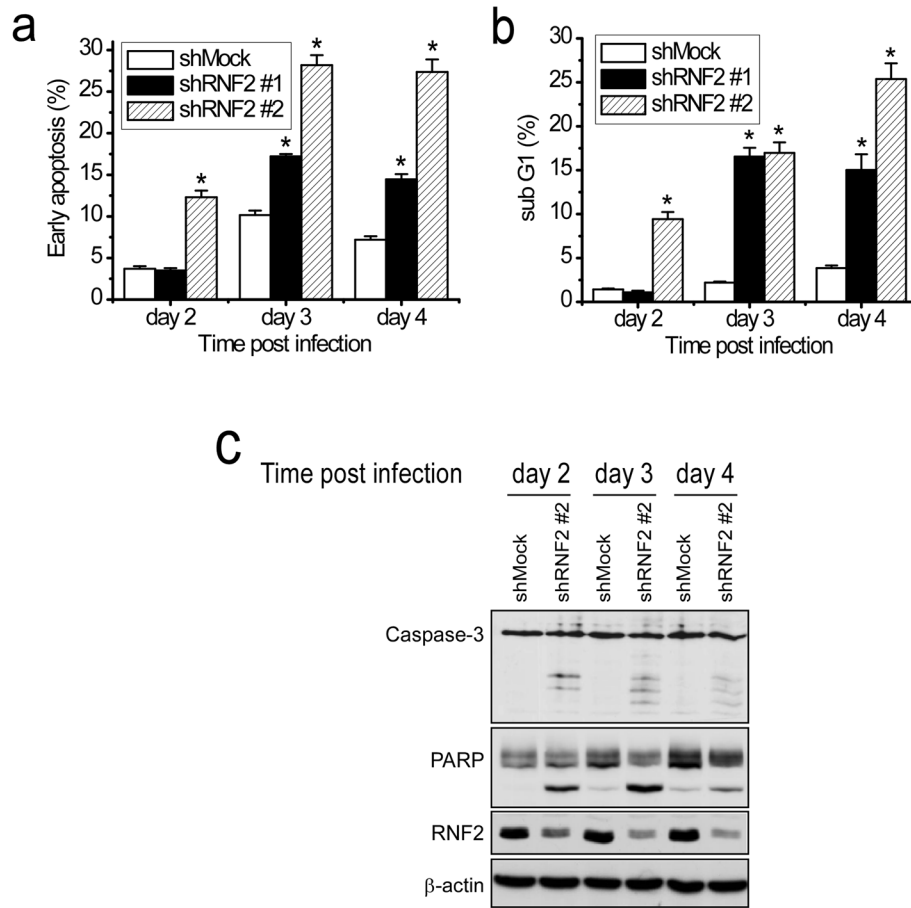 a
30
25
20
15
10
5
0
Early apoptosis (%)
shMock
shRNF2 #1
shRNF2 #2
*
*
*
*
*
day 2
day 3
day 4
Time post infection
b
30
25
20
15
10
5
0
sub G1 (%)
shMock
shRNF2 #1
shRNF2 #2
*
*
*
*
*
day 2
day 3
day 4
Time post infection
c
Time post infection
day 2
day 3
day 4
shMock
shRNF2 #2
shMock
shRNF2 #2
shMock
shRNF2 #2
Caspase-3
PARP
RNF2
β-actin